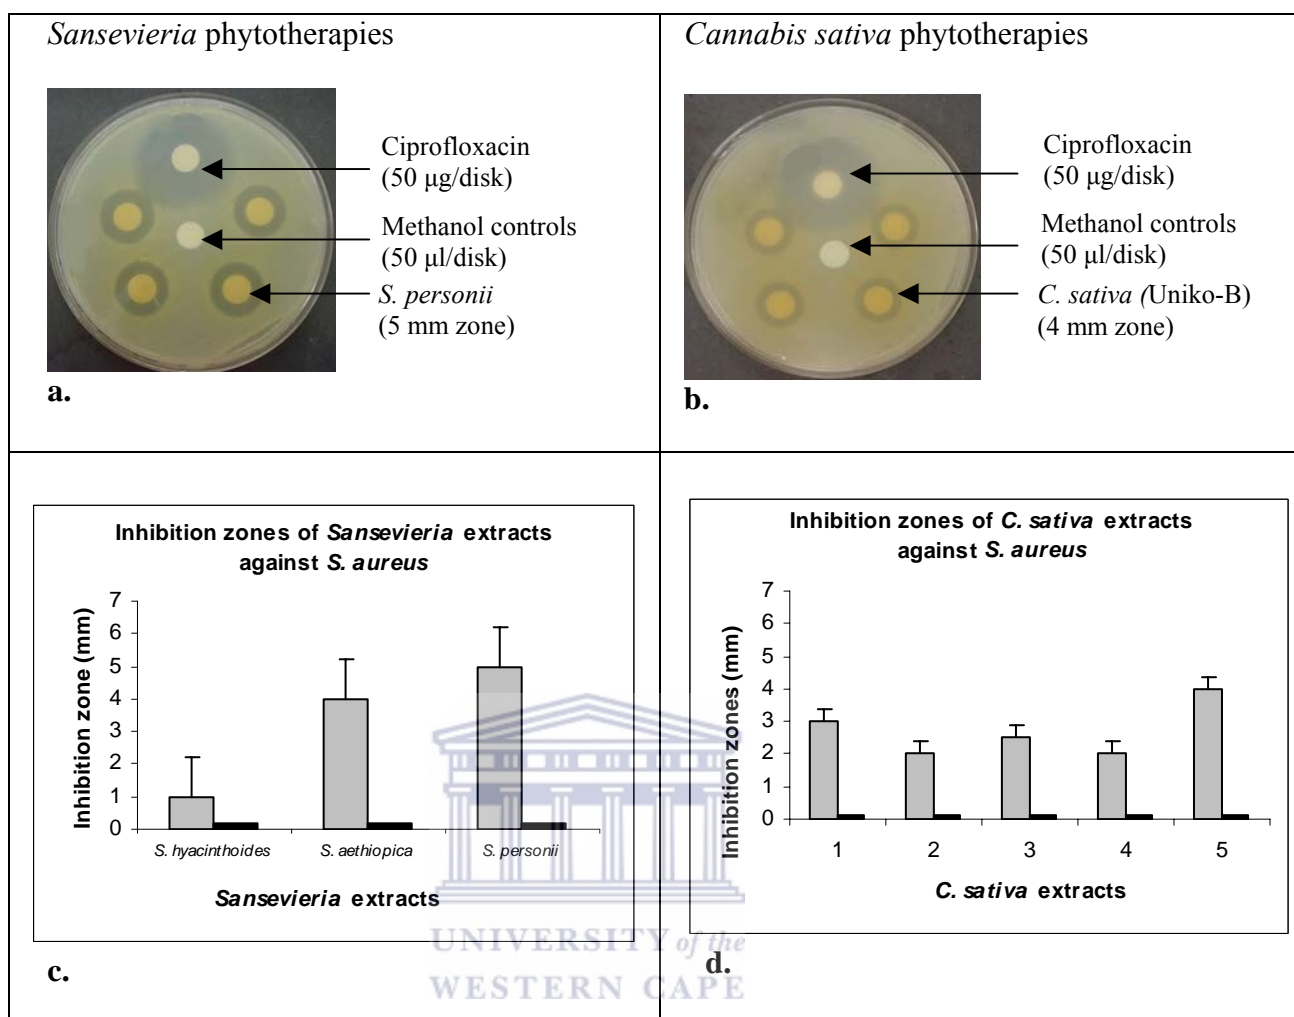 Sansevieria phytotherapies
Ciprofloxacin
(50 μg/disk)
Methanol controls
(50 μl/disk)
S. personii
(5 mm zone)
a.
Cannabis sativa phytotherapies
Ciprofloxacin
(50 μg/disk)
Methanol controls
(50 μl/disk)
C. sativa (Uniko-B)
(4 mm zone)
b.
Inhibition zones of Sansevieria extracts
against S. aureus
Inhibition zone (mm)
7
6
5
4
3
2
1
0
S. hyacinthoides S. aethiopica S. personii
Sansevieria extracts
c.
Inhibition zones of C. sativa extracts
against S. aureus
Inhibition zones (mm)
7
6
5
4
3
2
1
0
1 2 3 4 5
C. sativa extracts
d.
UNIVERSITY of the
WESTERN CAPE